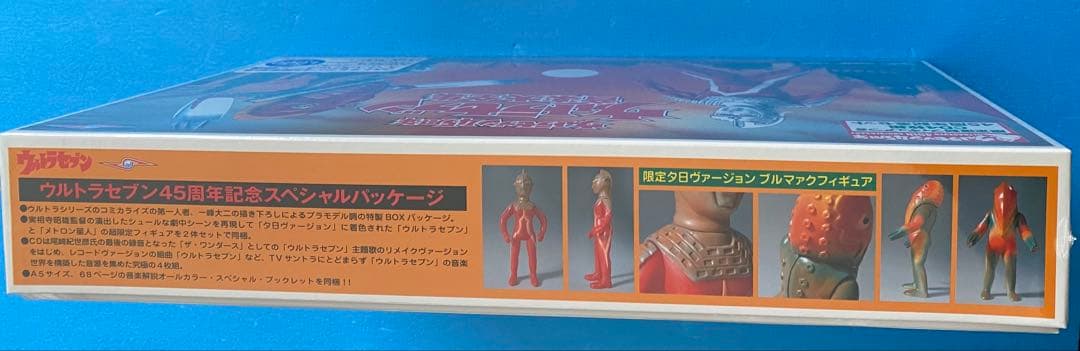 ウルトラセブン
ウルトラセブン45周年記念スペシャルパッケージ
●ウルトラシリーズのコミカライズの第一人者、一峰大二の描き下ろしによるプラモデル調の特製BOXパッケージ。
●実相寺昭雄監督の演出したシュールな劇中シーンを再現して「夕日ヴァージョン」に着色された「ウルトラセブン」
と「メトロン星人」の超限定フィギュアを2体セットで同梱。
●CDは尾崎紀世彦氏の最後の録音となった「ザ・ワンダース」としての「ウルトラセブン」主題歌のリメイクヴァージョン
をはじめ、レコードヴァージョンの組曲「ウルトラセブン」など、TVサントラにとどまらず「ウルトラセブン」の音楽
世界を構築した音源を集めた究極の4枚組。
●A5サイズ、68ページの音楽解説オールカラー・スペシャル・ブックレットを同梱!!
限定夕日ヴァージョン ブルマァクフィギュア